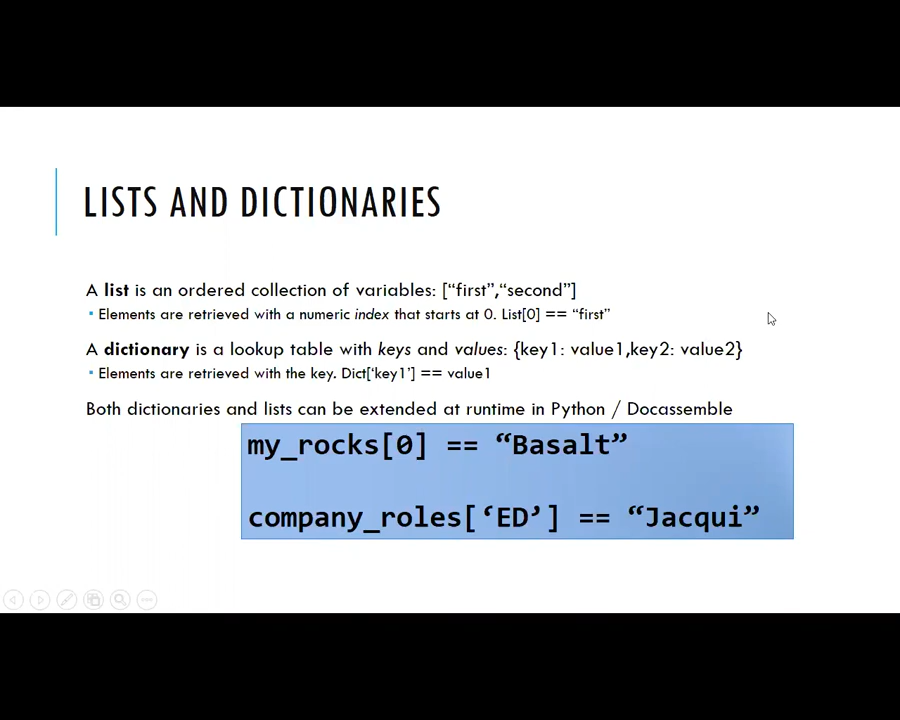 LISTS AND DICTIONARIES
A list is an ordered collection of variables: [“first”,“second”]
▪ Elements are retrieved with a numeric index that starts at 0. List[0] == “first”
A dictionary is a lookup table with keys and values: {key1: value1,key2: value2}
▪ Elements are retrieved with the key. Dict[‘key1’] == value1
Both dictionaries and lists can be extended at runtime in Python / Docassemble
my_rocks[0] == “Basalt”
company_roles[‘ED’] == “Jacqui”